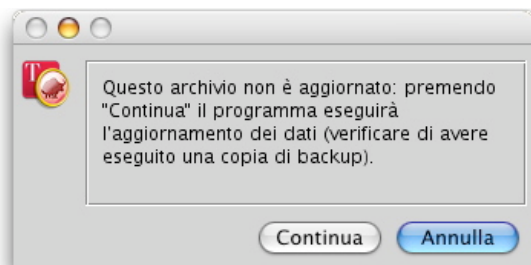 T
Questo archivio non è aggiornato: premendo
"Continua" il programma eseguirà
l'aggiornamento dei dati (verificare di avere
eseguito una copia di backup).
Continua Annulla